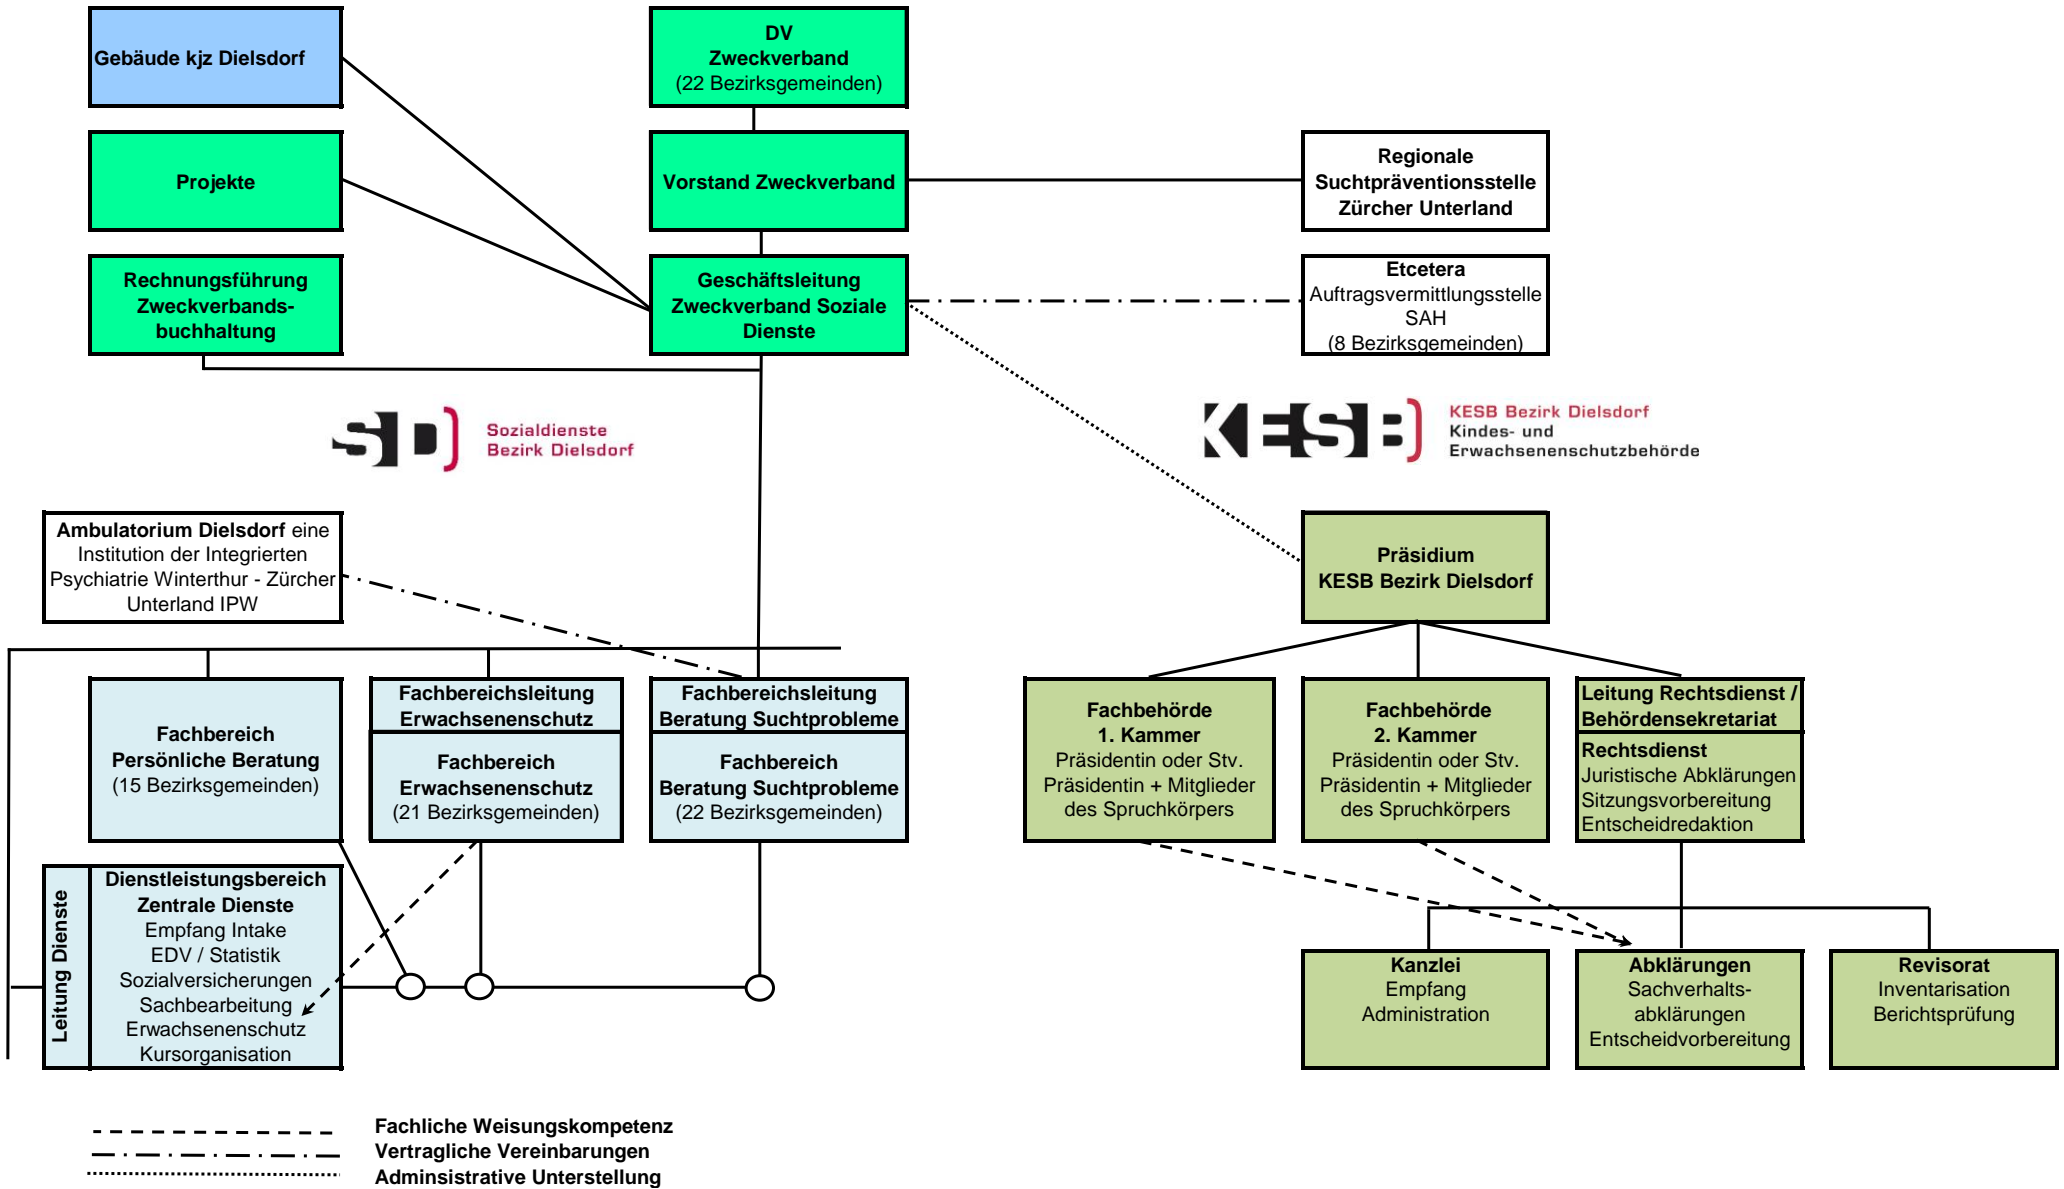 Gebäude kjz Dielsdorf
DV
Zweckverband
(22 Bezirksgemeinden)
Projekte
Vorstand Zweckverband
Regionale
Suchtpräventionsstelle
Zürcher Unterland
Rechnungsführung
Zweckverbands-
buchhaltung
Geschäftsleitung
Zweckverband Soziale
Dienste
Etcetera
Auftragsvermittlungsstelle
SAH
(8 Bezirksgemeinden)
SD
Sozialdienste
Bezirk Dielsdorf
KESB
KESB Bezirk Dielsdorf
Kindes- und
Erwachsenenschutzbehörde
Ambulatorium Dielsdorf eine
Institution der Integrierten
Psychiatrie Winterthur - Zürcher
Unterland IPW
Präsidium
KESB Bezirk Dielsdorf
Fachbereich
Persönliche Beratung
(15 Bezirksgemeinden)
Fachbereichsleitung
Erwachsenenschutz
Fachbereich
Erwachsenenschutz
(21 Bezirksgemeinden)
Fachbereichsleitung
Beratung Suchtprobleme
Fachbereich
Beratung Suchtprobleme
(22 Bezirksgemeinden)
Fachbehörde
1. Kammer
Präsidentin oder Stv.
Präsidentin + Mitglieder
des Spruchkörpers
Fachbehörde
2. Kammer
Präsidentin oder Stv.
Präsidentin + Mitglieder
des Spruchkörpers
Leitung Rechtsdienst /
Behördensekretariat
Rechtsdienst
Juristische Abklärungen
Sitzungsvorbereitung
Entscheidredaktion
Leitung Dienste
Dienstleistungsbereich
Zentrale Dienste
Empfang Intake
EDV / Statistik
Sozialversicherungen
Sachbearbeitung
Erwachsenenschutz
Kursorganisation
Kanzlei
Empfang
Administration
Abklärungen
Sachverhalts-
abklärungen
Entscheidvorbereitung
Revisorat
Inventarisation
Berichtsprüfung
Fachliche Weisungskompetenz
Vertragliche Vereinbarungen
Adminsistrative Unterstellung